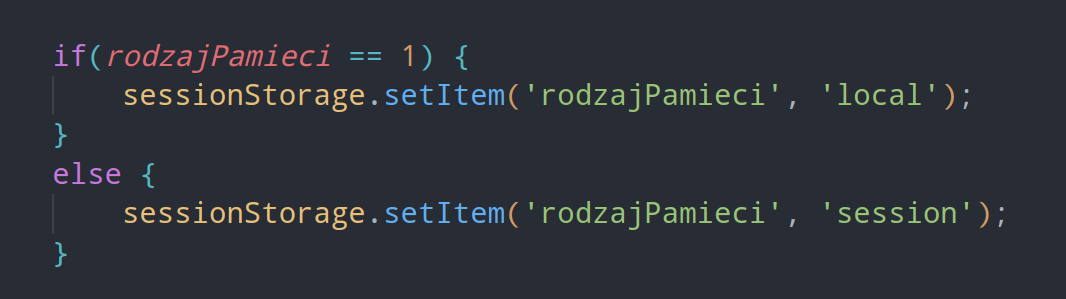 if(rodzajPamieci == 1) {
sessionStorage.setItem('rodzajPamieci', 'local');
}
else {
sessionStorage.setItem('rodzajPamieci', 'session');
}